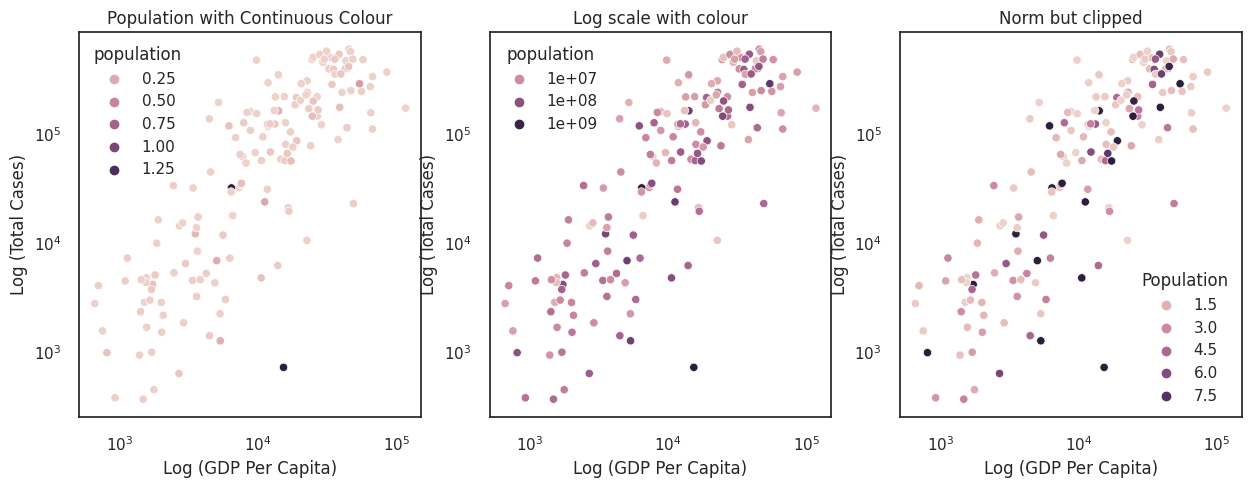 Population with Continuous Colour
population
0.25
0.50
0.75
1.00
1.25
10^5
10^4
10^3
Log (Total Cases)
10^3
10^4
10^5
Log (GDP Per Capita)
Log scale with colour
population
1e+07
1e+08
1e+09
10^5
10^4
10^3
Log (Total Cases)
10^3
10^4
10^5
Log (GDP Per Capita)
Norm but clipped
Population
1.5
3.0
4.5
6.0
7.5
10^5
10^4
10^3
Log (Total Cases)
10^3
10^4
10^5
Log (GDP Per Capita)